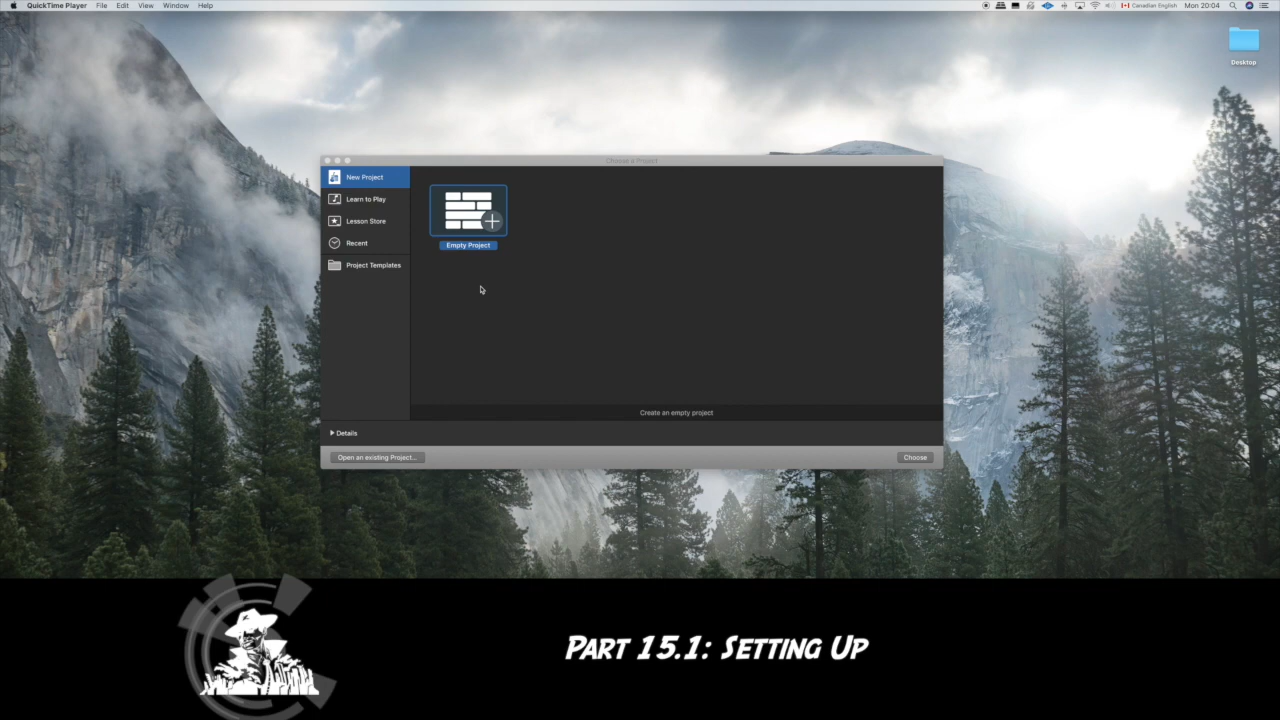 QuickTime Player File Edit View Window Help
Canadian English Mon 20:04
Desktop
Choose a Project
New Project
Learn to Play
Lesson Store
Recent
Project Templates
Empty Project
Create an empty project
Details
Open an existing Project...
Choose
Part 15.1: Setting Up